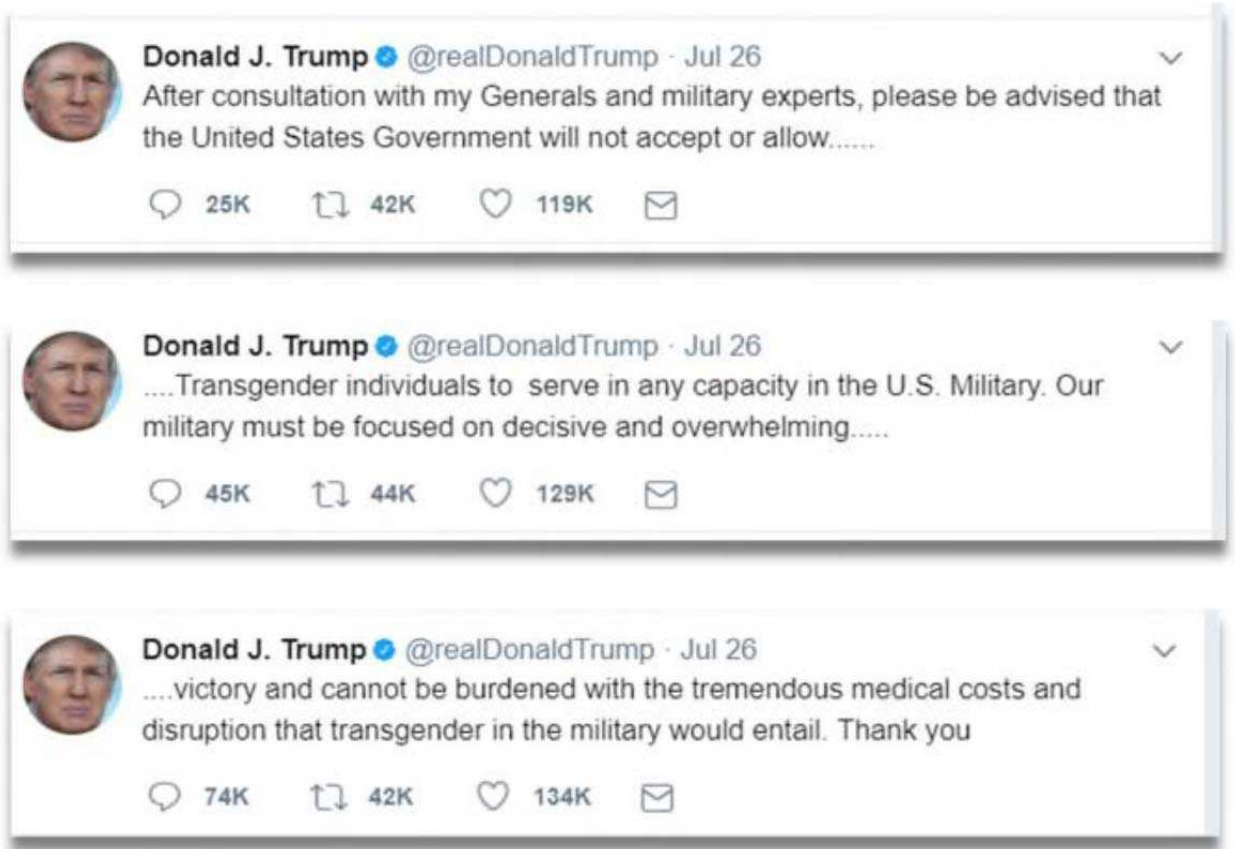 Donald J. Trump @realDonaldTrump · Jul 26
After consultation with my Generals and military experts, please be advised that
the United States Government will not accept or allow......
25K 42K 119K
Donald J. Trump @realDonaldTrump · Jul 26
....Transgender individuals to serve in any capacity in the U.S. Military. Our
military must be focused on decisive and overwhelming.....
45K 44K 129K
Donald J. Trump @realDonaldTrump · Jul 26
....victory and cannot be burdened with the tremendous medical costs and
disruption that transgender in the military would entail. Thank you
74K 42K 134K